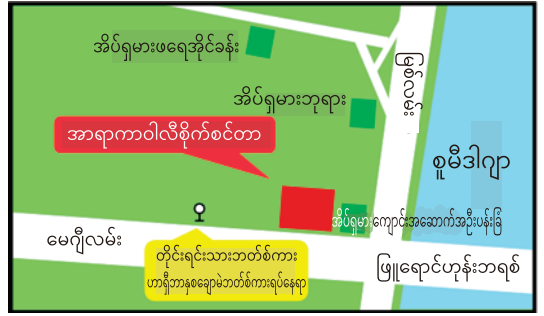 အိပ်ရှမားဖရေအိုင်ခန်း
အိပ်ရှမားဘုရား
အာရာကာဝါလီစိုက်စင်တာ
စူမီဒါဂျာ
အိပ်ရှမာ့ကျောင်းအဆောက်အဦးပန်းခြံ
မေဂျီလမ်း
တိုင်းရင်းသားဘတ်စ်ကား
ဟာရှီဘာနှစချောမဲဘတ်စ်ကားရပ်နေရာ
ဖြူရောင်ဟုန်းဘရစ်